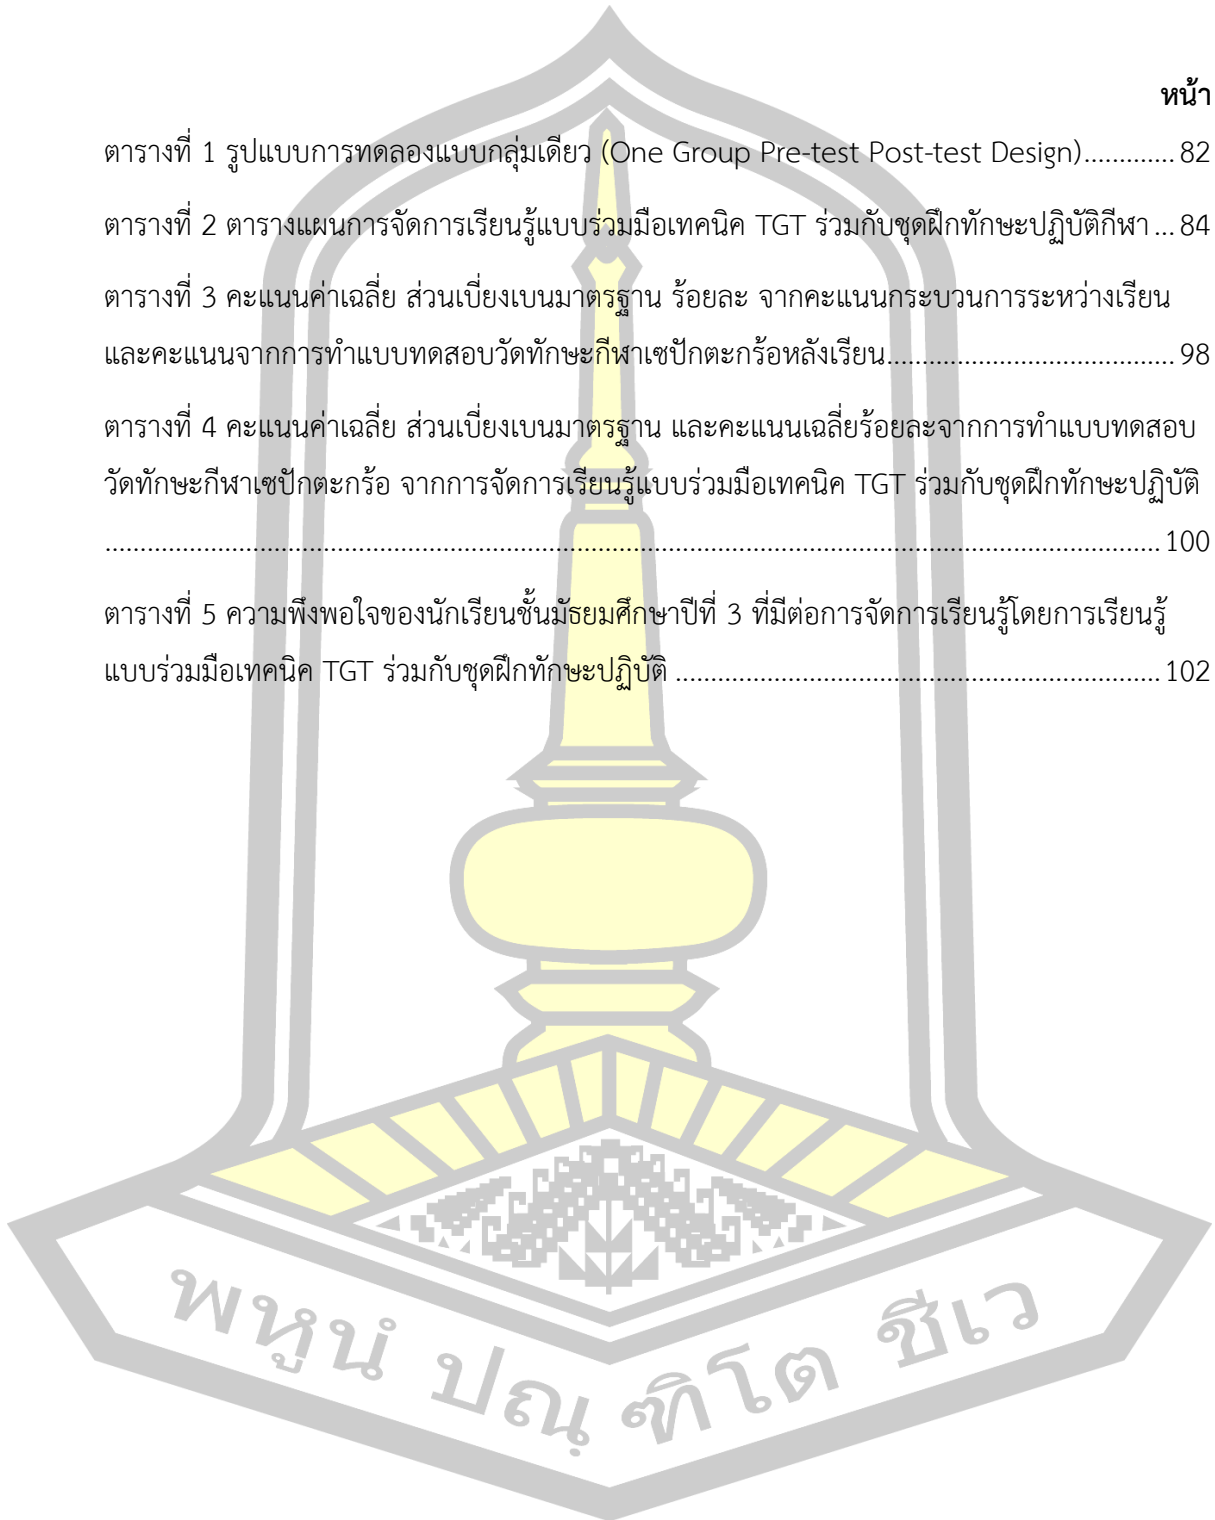 หน้า
ตารางที่ 1 รูปแบบการทดลองแบบกลุ่มเดียว (One Group Pre-test Post-test Design)............. 82
ตารางที่ 2 ตารางแผนการจัดการเรียนรู้แบบร่วมมือเทคนิค TGT ร่วมกับชุดฝึกทักษะปฏิบัติกีฬา ... 84
ตารางที่ 3 คะแนนค่าเฉลี่ย ส่วนเบี่ยงเบนมาตรฐาน ร้อยละ จากคะแนนกระบวนการระหว่างเรียน
และคะแนนจากการทำแบบทดสอบวัดทักษะกีฬาเซปักตะกร้อหลังเรียน......................................... 98
ตารางที่ 4 คะแนนค่าเฉลี่ย ส่วนเบี่ยงเบนมาตรฐาน และคะแนนเฉลี่ยร้อยละจากการทำแบบทดสอบ
วัดทักษะกีฬาเซปักตะกร้อ จากการจัดการเรียนรู้แบบร่วมมือเทคนิค TGT ร่วมกับชุดฝึกทักษะปฏิบัติ
....................................................................................................................................................... 100
ตารางที่ 5 ความพึงพอใจของนักเรียนชั้นมัธยมศึกษาปีที่ 3 ที่มีต่อการจัดการเรียนรู้โดยการเรียนรู้
แบบร่วมมือเทคนิค TGT ร่วมกับชุดฝึกทักษะปฏิบัติ ..................................................................... 102
พหูนํ ปณฺฑิโต ชีเว